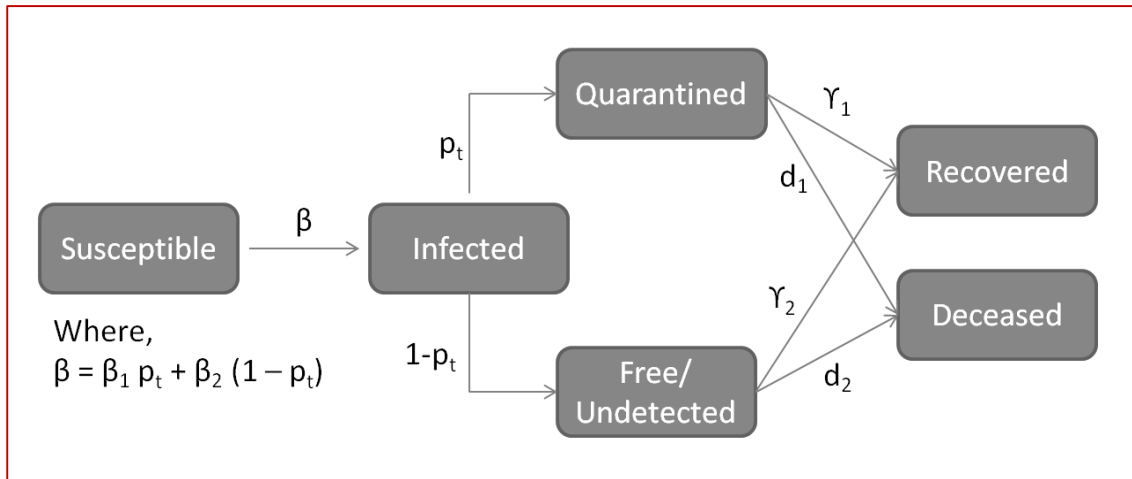 Quarantined
ϒ₁
pₜ
d₁
Recovered
β
Susceptible
Infected
ϒ₂
Deceased
Where,
β = β₁ pₜ + β₂ (1 – pₜ)
1-pₜ
Free/
Undetected
d₂